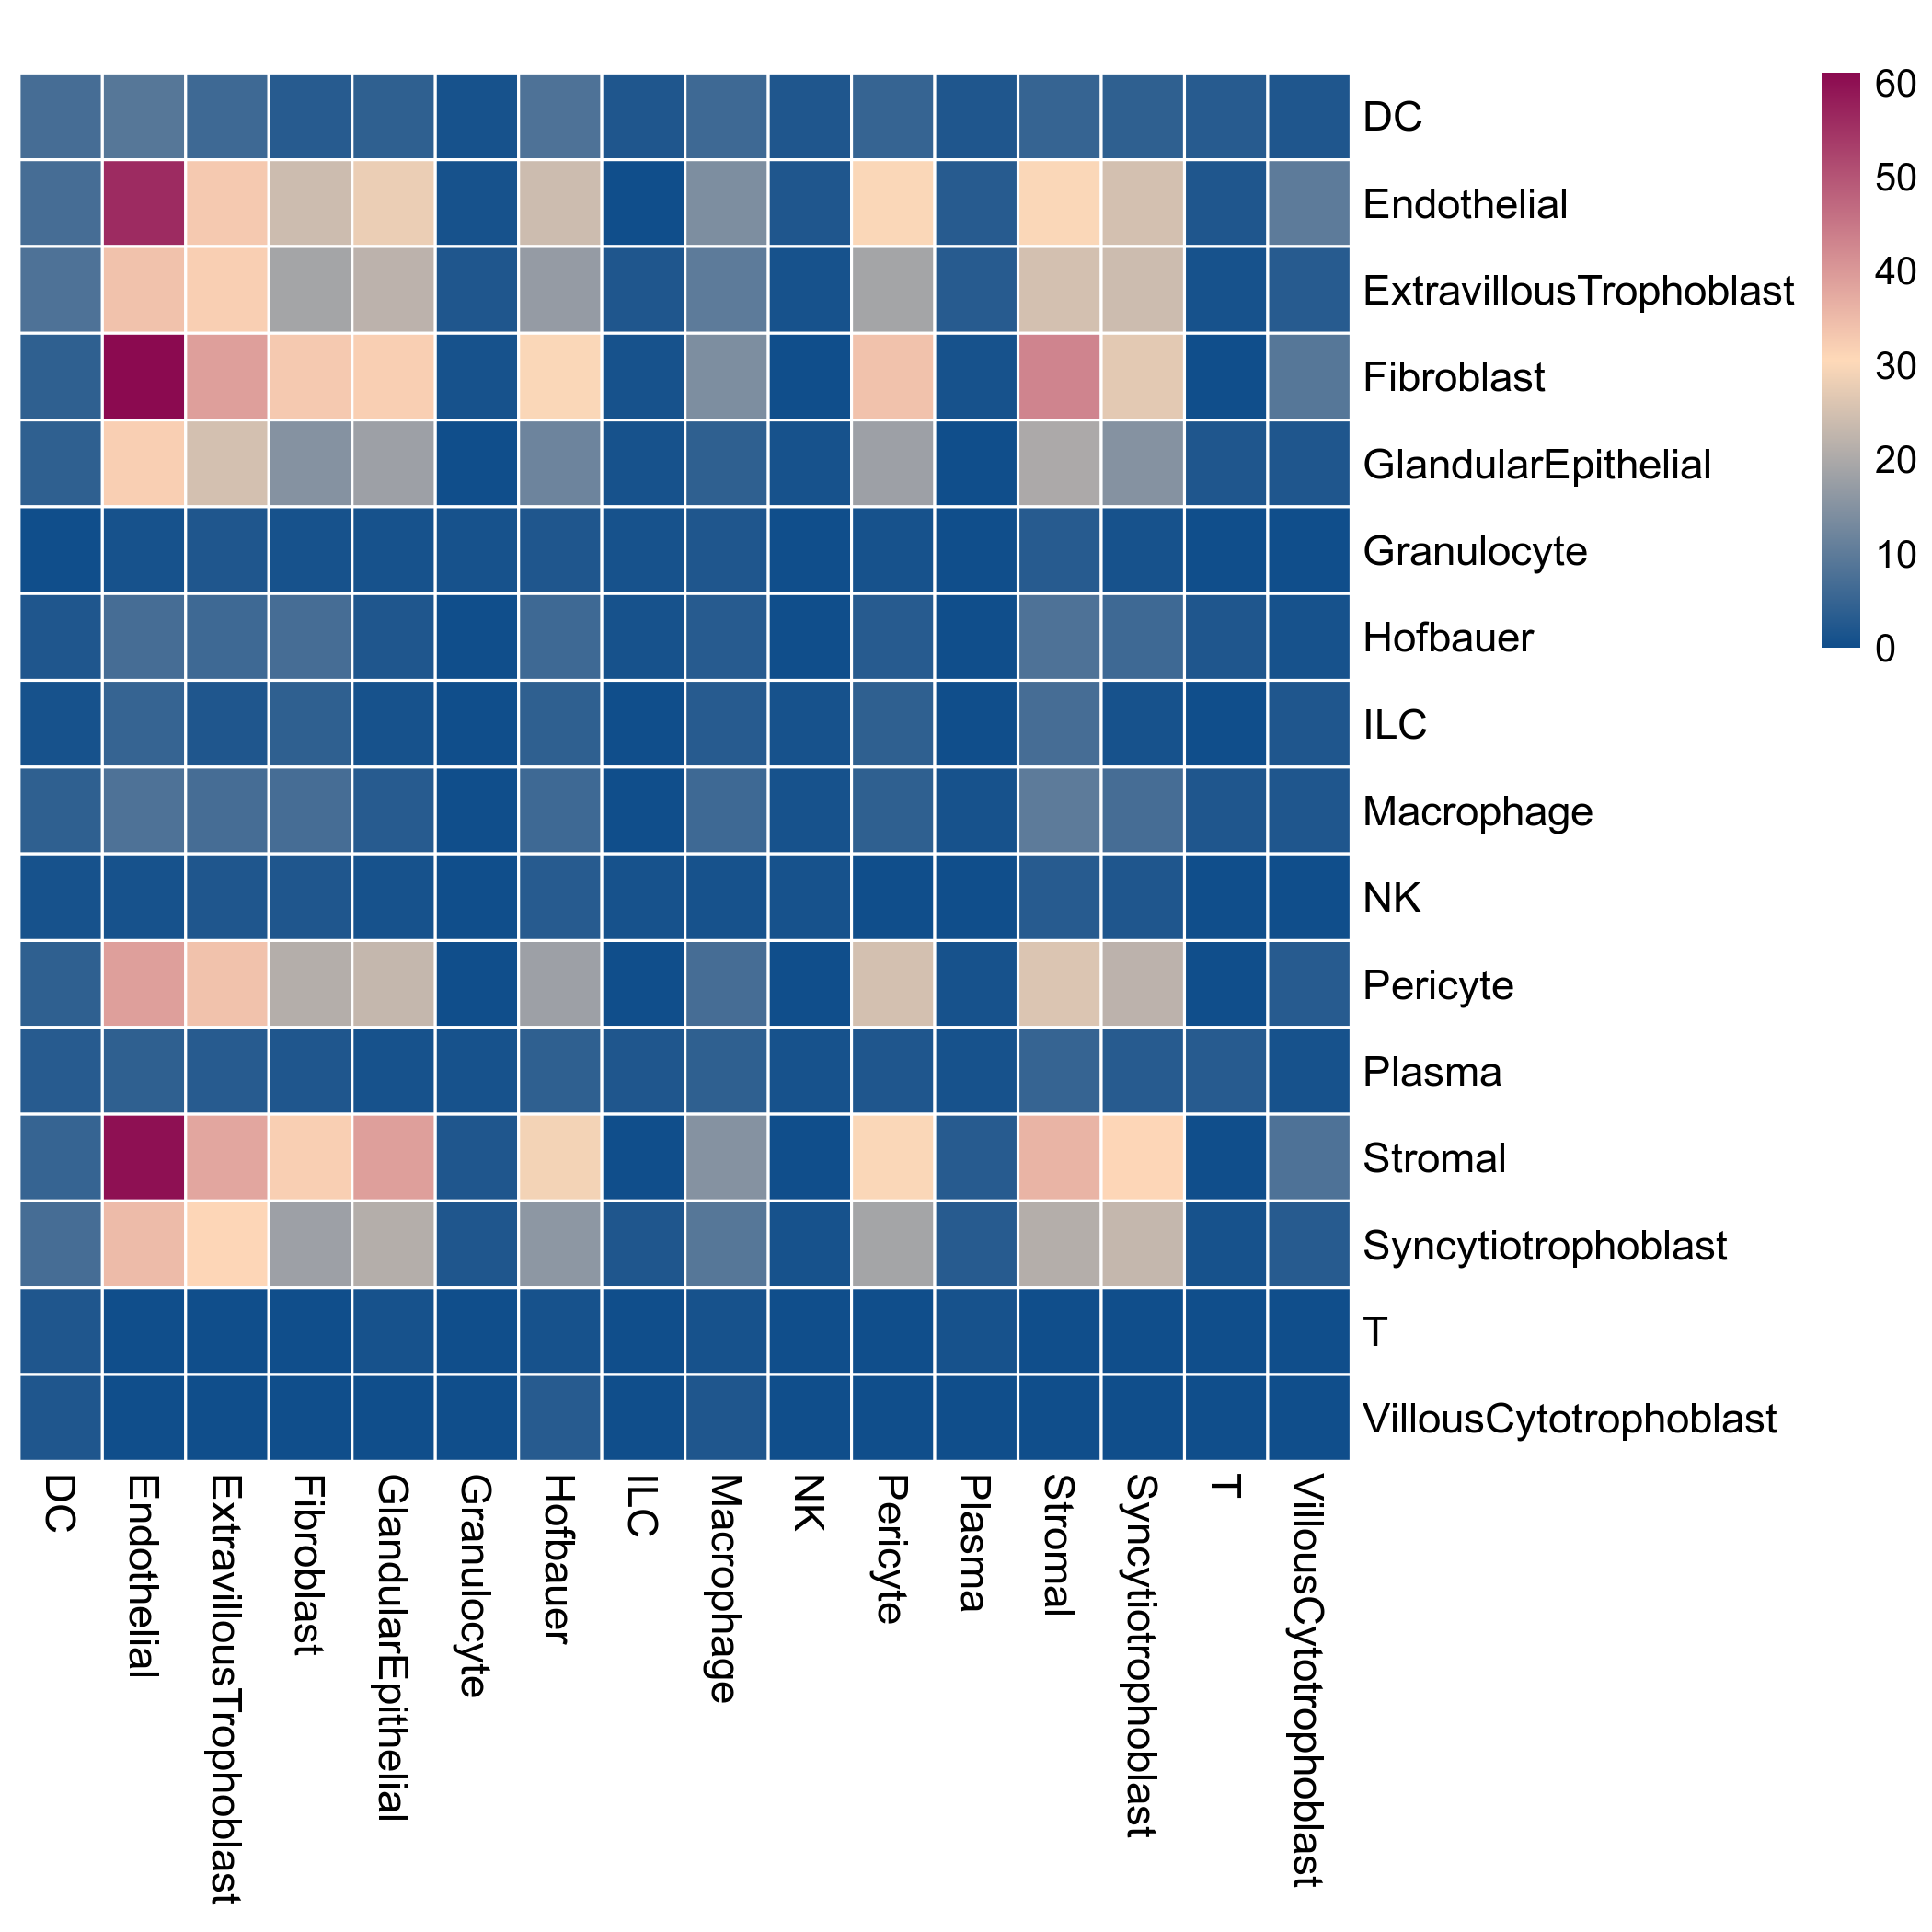 DC
Endothelial
ExtravillousTrophoblast
Fibroblast
GlandularEpithelial
Granulocyte
Hofbauer
ILC
Macrophage
NK
Pericyte
Plasma
Stromal
Syncytiotrophoblast
T
VillousCytotrophoblast
60
50
40
30
20
10
0
DC
Endothelial
ExtravillousTrophoblast
Fibroblast
GlandularEpithelial
Granulocyte
Hofbauer
ILC
Macrophage
NK
Pericyte
Plasma
Stromal
Syncytiotrophoblast
T
VillousCytotrophoblast